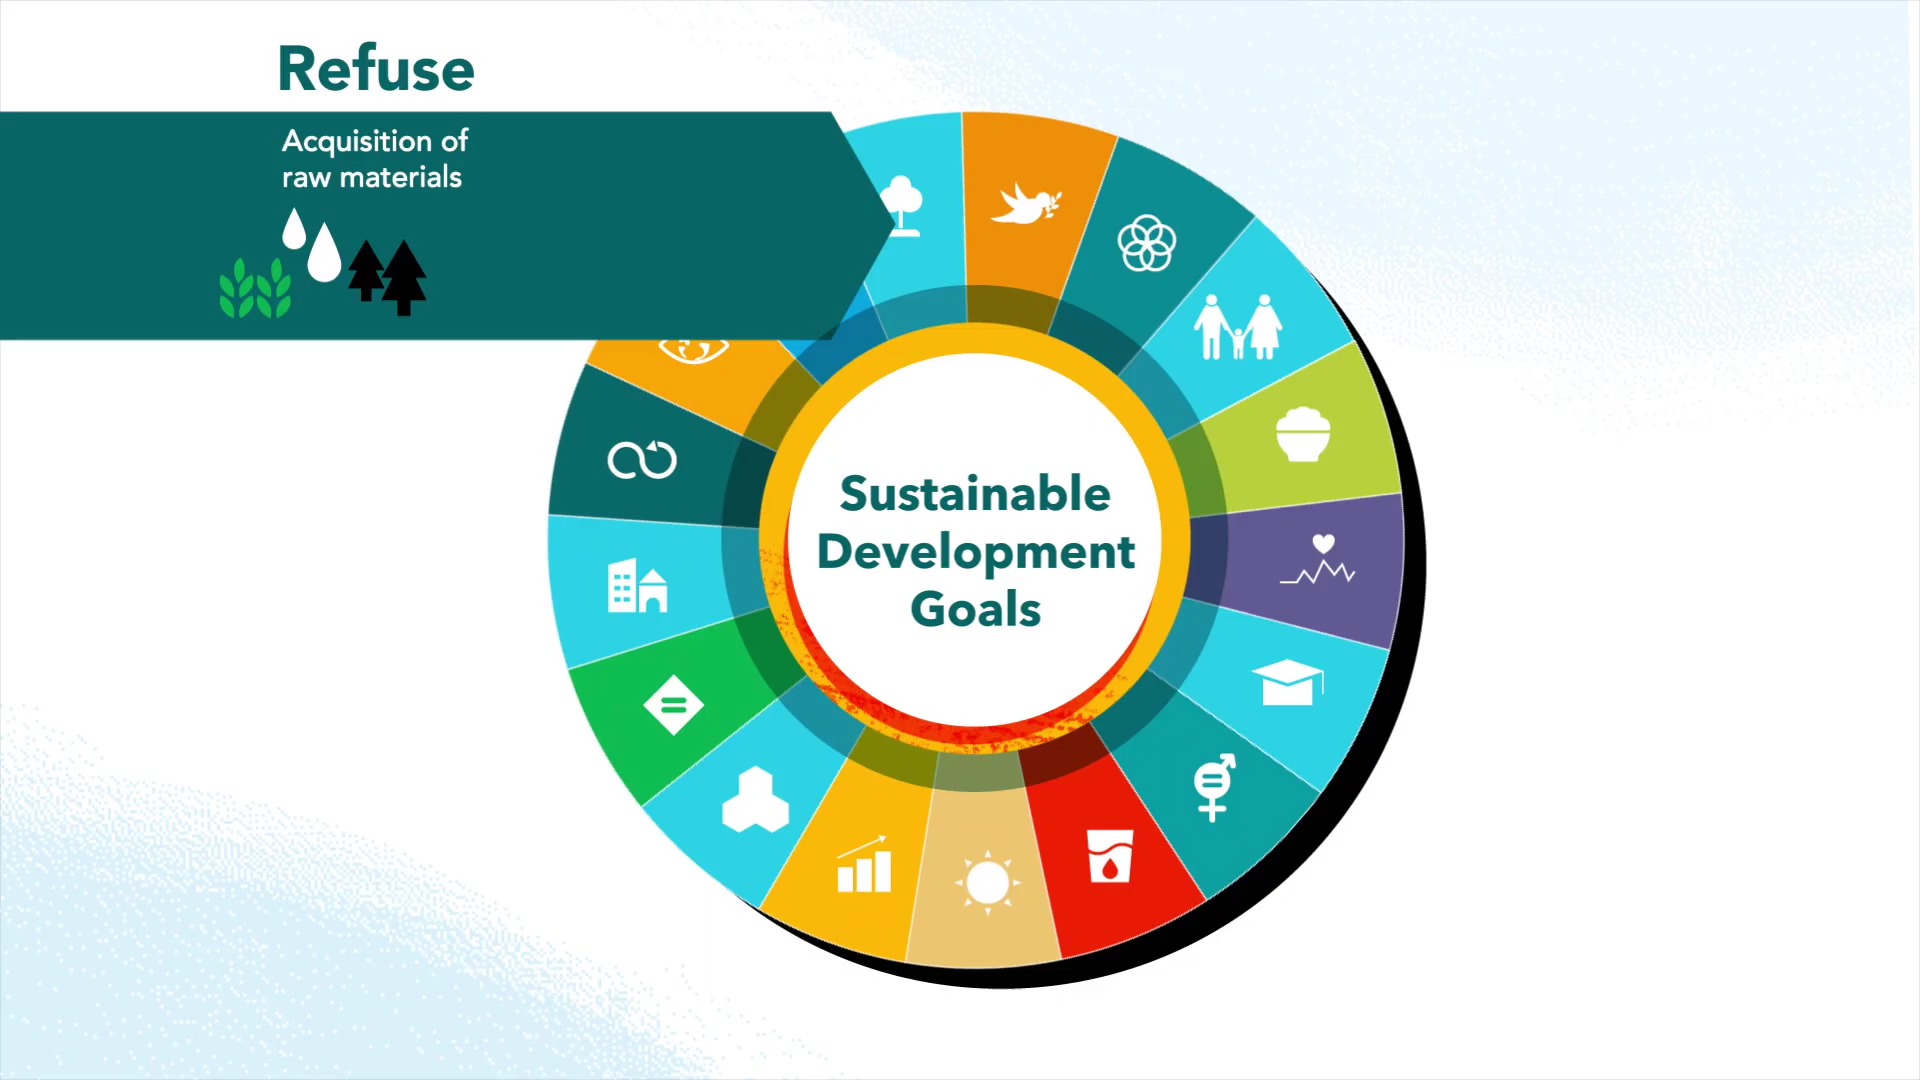 Refuse
Acquisition of
raw materials
Sustainable
Development
Goals